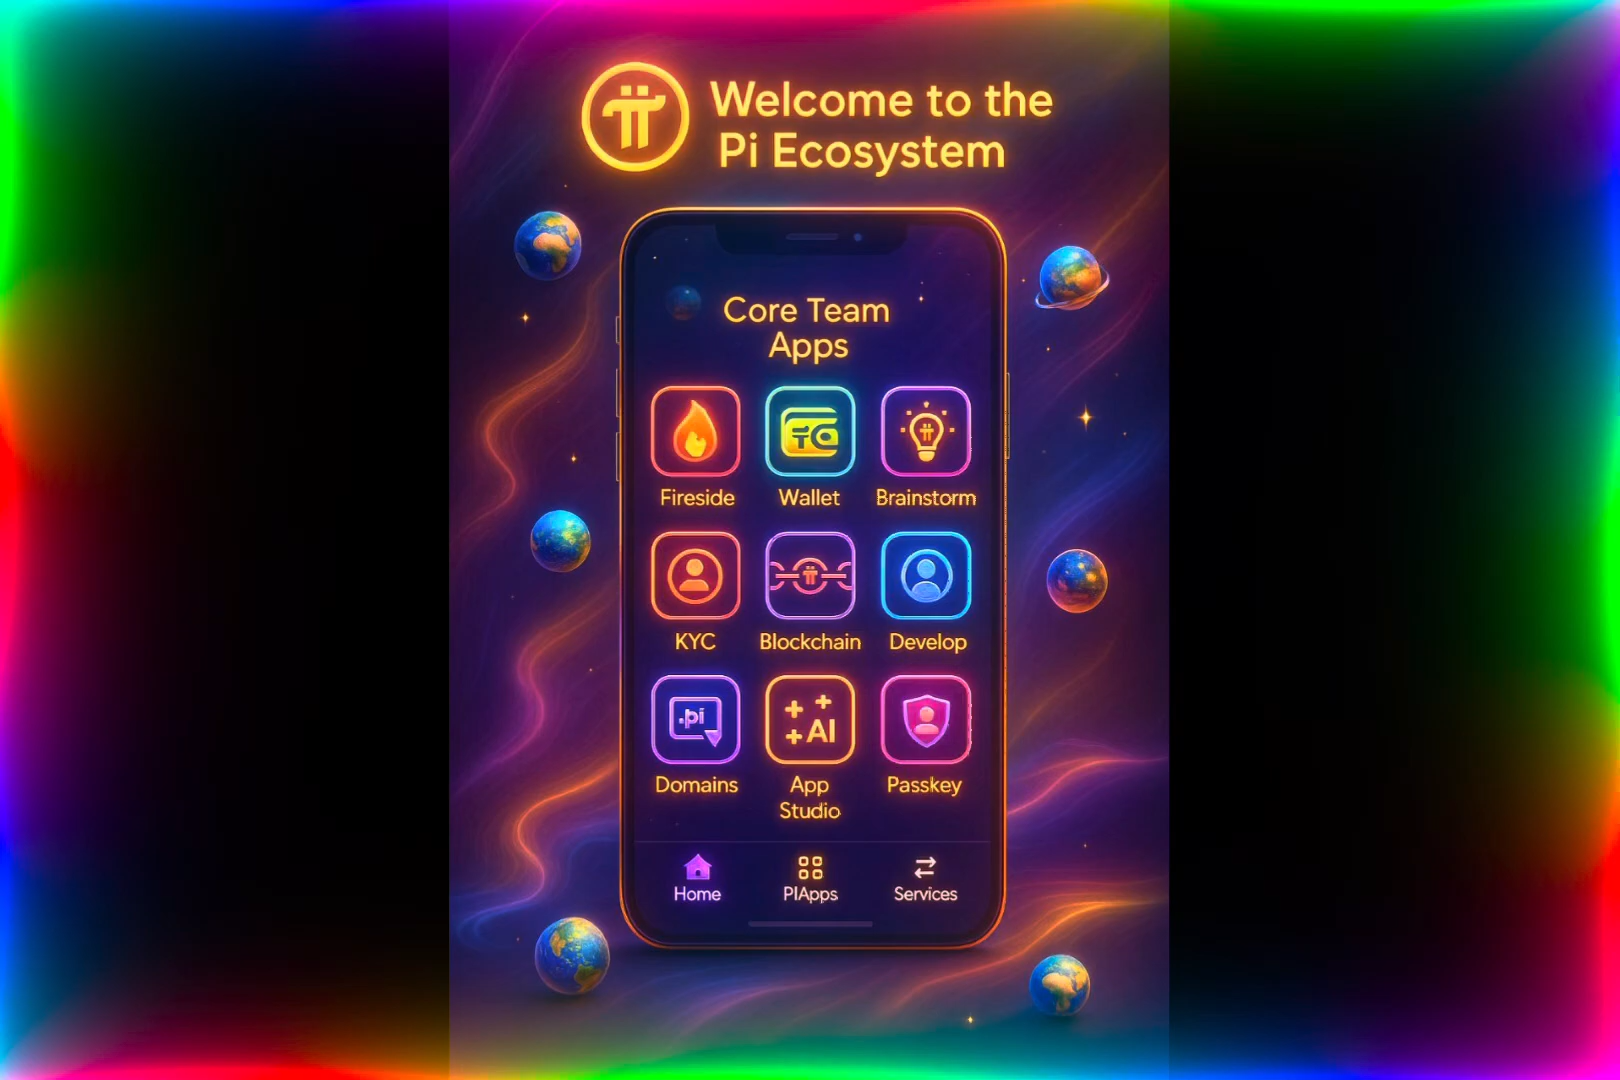 Welcome to the
Pi Ecosystem
Core Team
Apps
Fireside
Wallet
Brainstorm
KYC
Blockchain
Develop
.pi
AI
Domains
App
Studio
Passkey
Home
PIApps
Services